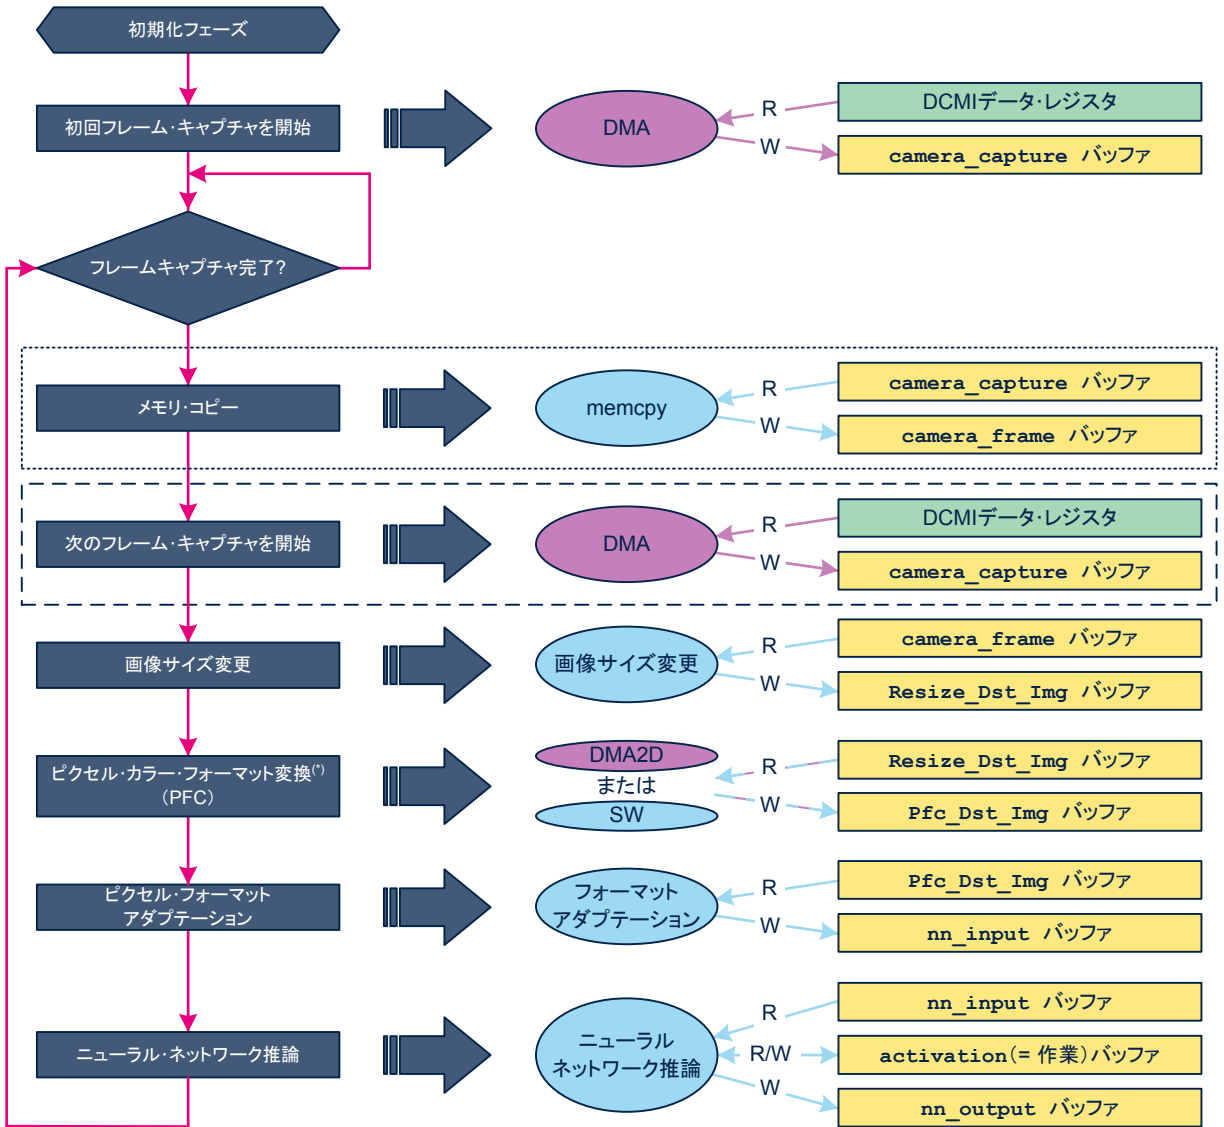 初期化フェーズ
初回フレーム・キャプチャを開始
DMA
R
W
DCMIデータ・レジスタ
camera_capture バッファ
フレームキャプチャ完了?
メモリ・コピー
memcpy
R
W
camera_capture バッファ
camera_frame バッファ
次のフレーム・キャプチャを開始
DMA
R
W
DCMIデータ・レジスタ
camera_capture バッファ
画像サイズ変更
画像サイズ変更
R
W
camera_frame バッファ
Resize_Dst_Img バッファ
ピクセル・カラー・フォーマット変換(*)
(PFC)
DMA2D
または
SW
R
W
Resize_Dst_Img バッファ
Pfc_Dst_Img バッファ
ピクセル・フォーマット
アダプテーション
フォーマット
アダプテーション
R
W
Pfc_Dst_Img バッファ
nn_input バッファ
ニューラル・ネットワーク推論
ニューラル
ネットワーク推論
R
R/W
W
nn_input バッファ
activation(= 作業)バッファ
nn_output バッファ